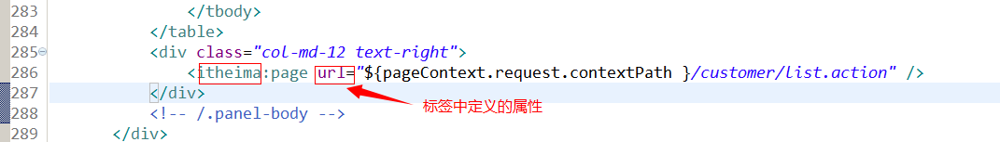 283 </tbody>
284 </table>
285 <div class="col-md-12 text-right">
286 <itheima:page url="${pageContext.request.contextPath }/customer/list.action" />
287 </div>
标签中定义的属性
288 <!-- /.panel-body -->
289 </div>